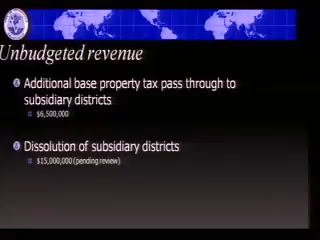 Unbudgeted revenue
Additional base property tax pass through to
subsidiary districts
$6,500,000
Dissolution of subsidiary districts
$15,000,000 (pending review)